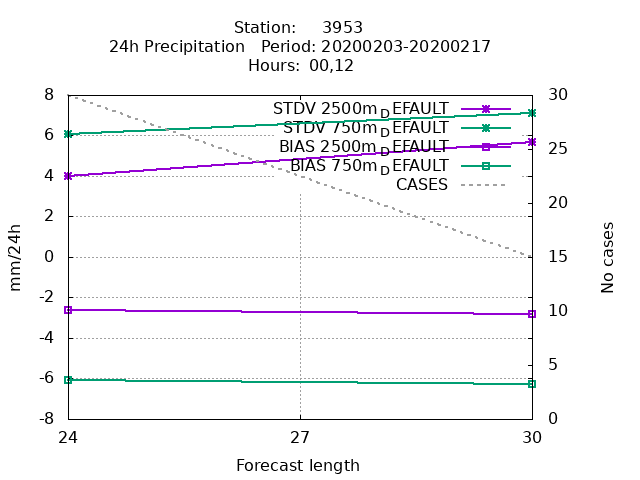 Station: 3953
24h Precipitation Period: 20200203-20200217
Hours: 00,12
8
6
4
2
0
-2
-4
-6
-8
mm/24h
STDV 2500m_DEFAULT
STDV 750m_DEFAULT
BIAS 2500m_DEFAULT
BIAS 750m_DEFAULT
CASES
30
25
20
15
10
5
0
No cases
24 27 30
Forecast length